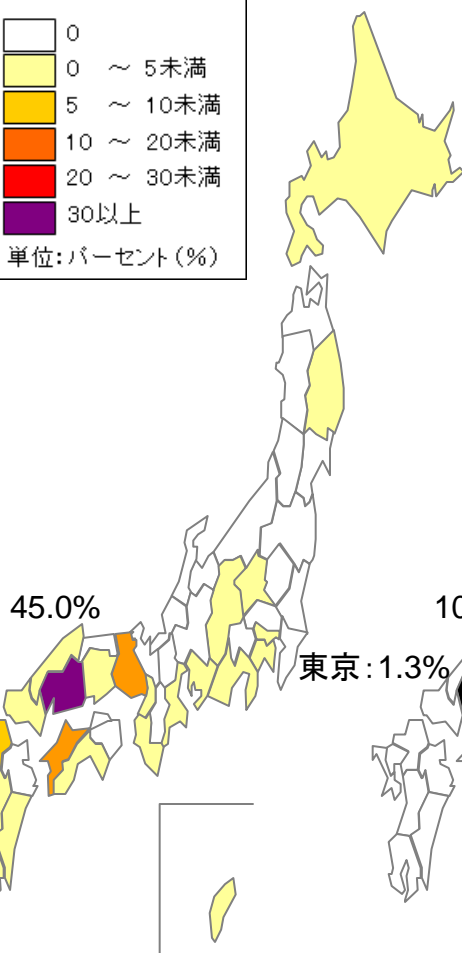 0
0 ～ 5未満
5 ～ 10未満
10 ～ 20未満
20 ～ 30未満
30以上
単位:パーセント(%)
45.0%
10
東京:1.3%